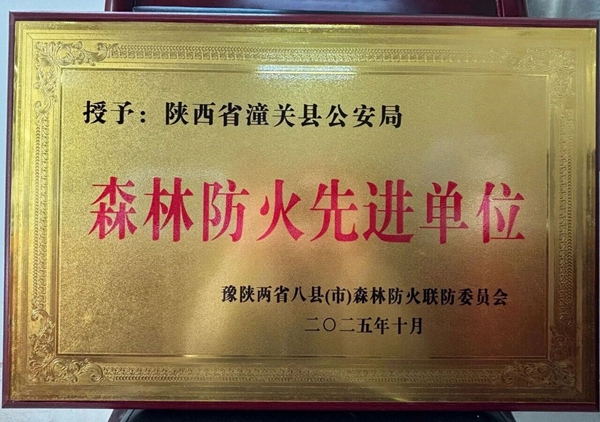 授予：陕西省潼关县公安局
森林防火先进单位
豫陕两省八县(市)森林防火联防委员会
二〇二五年十月